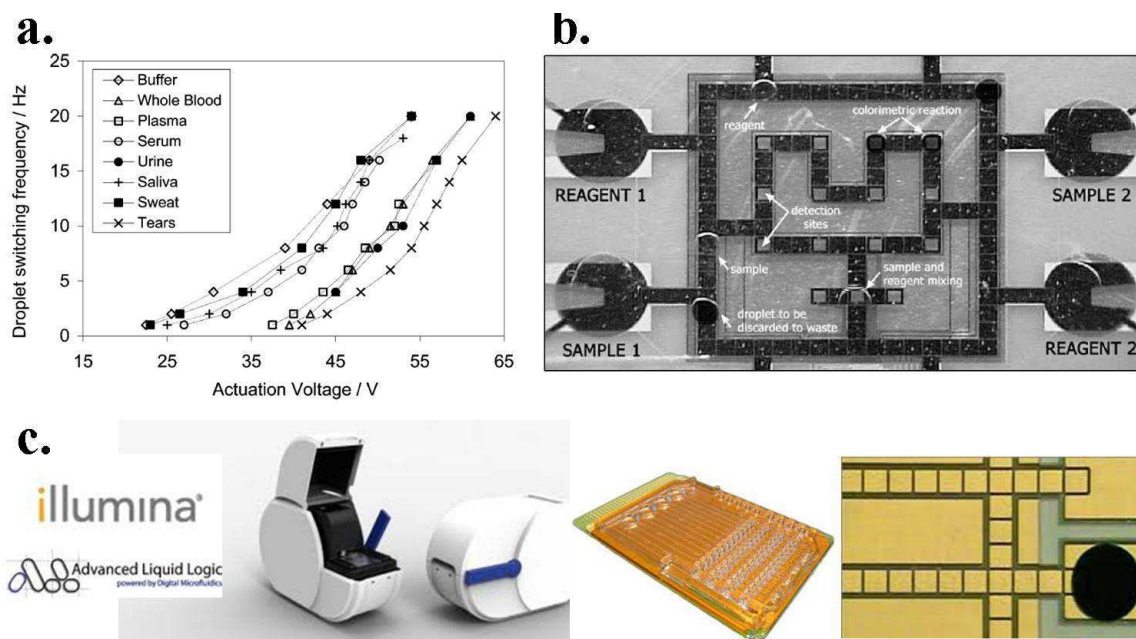 a.
Droplet switching frequency / Hz
25
20
15
10
5
0
Buffer
Whole Blood
Plasma
Serum
Urine
Saliva
Sweat
Tears
15 25 35 45 55 65
Actuation Voltage / V
b.
reagent
colorimetric reaction
REAGENT 1
SAMPLE 2
detection
sites
sample
sample and
reagent mixing
droplet to be
discarded to waste
SAMPLE 1
REAGENT 2
c.
illumina®
Advanced Liquid Logic
powered by Digital Microfluidics